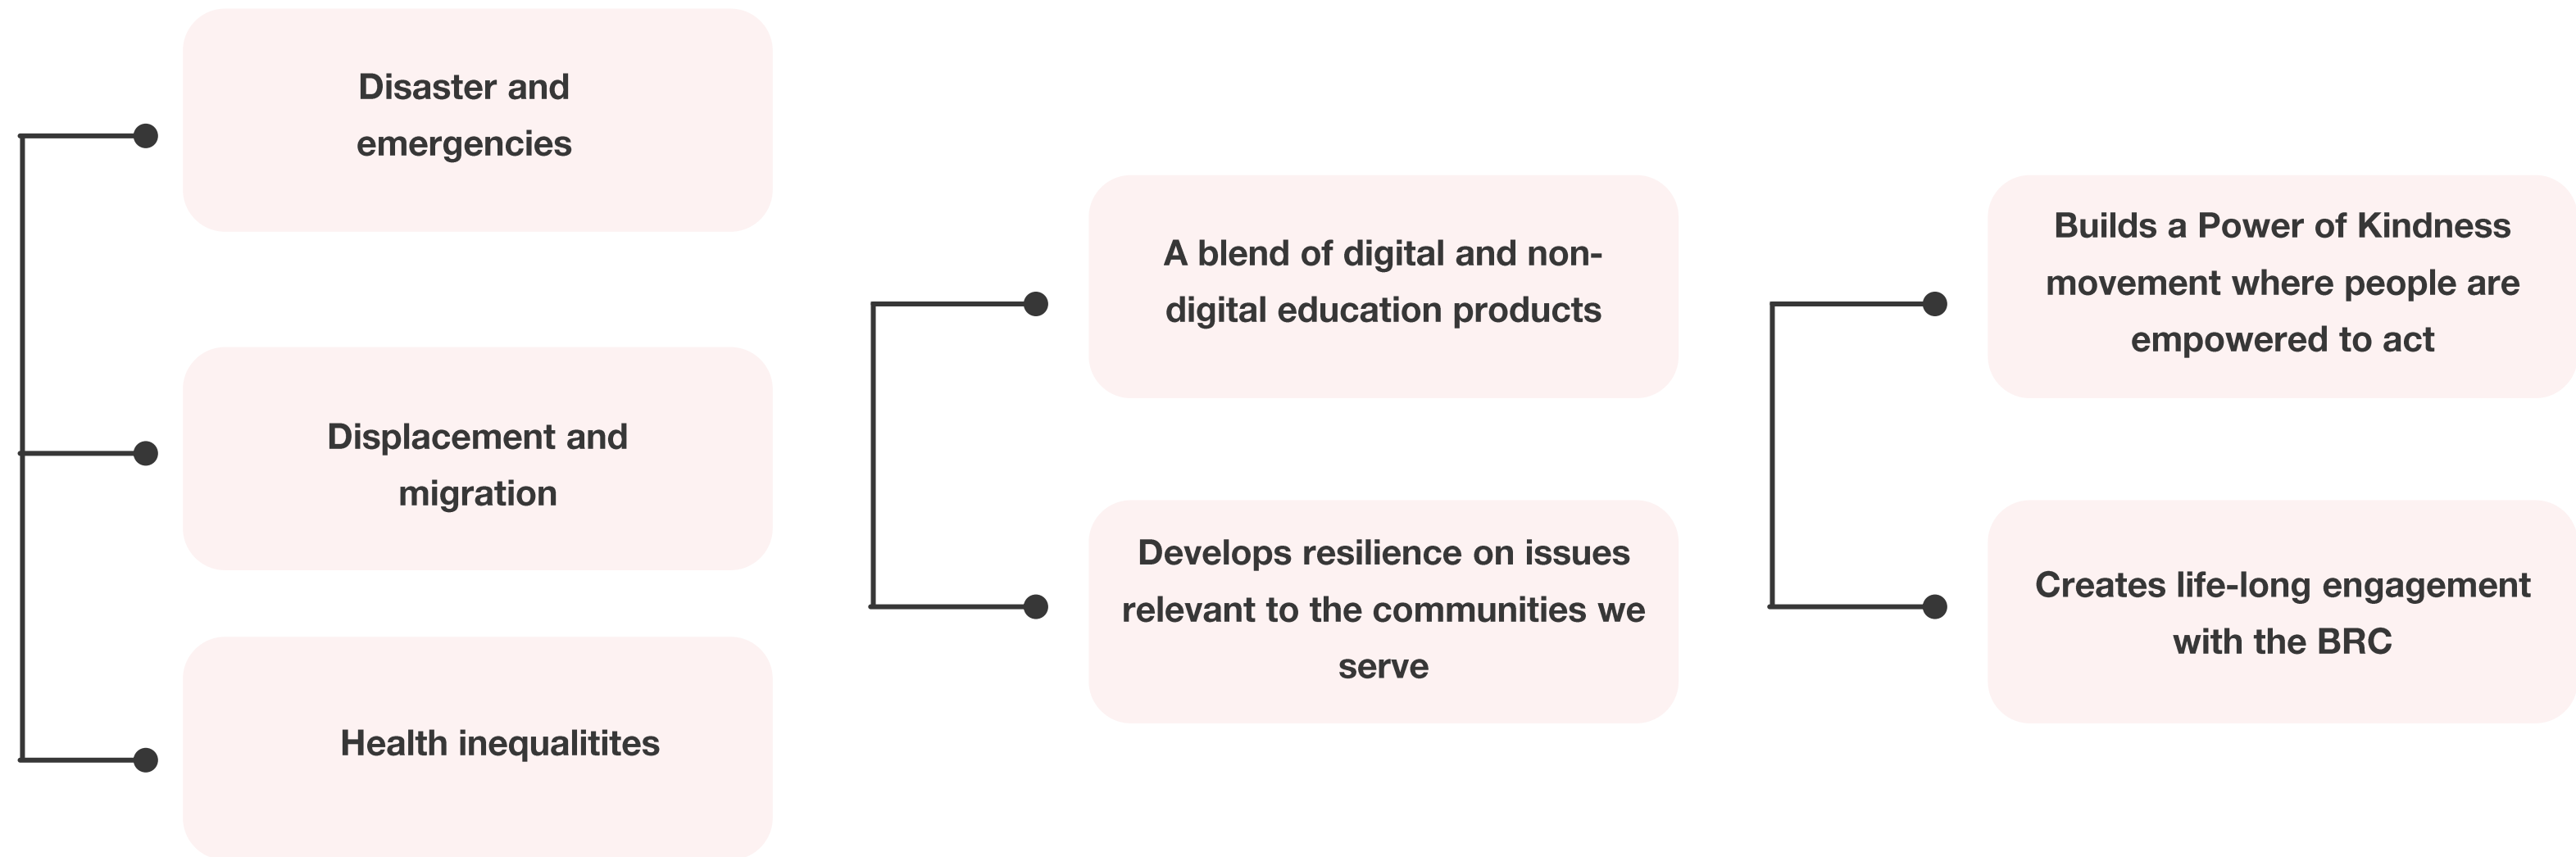 Disaster and
emergencies
Displacement and
migration
Health inequalitites
A blend of digital and non-
digital education products
Develops resilience on issues
relevant to the communities we
serve
Builds a Power of Kindness
movement where people are
empowered to act
Creates life-long engagement
with the BRC